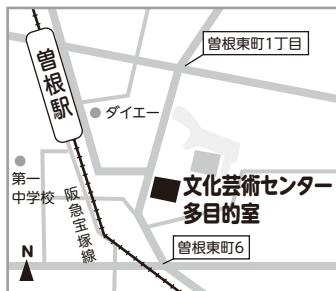 曽根東町1丁目
曽根駅
ダイエー
第一
中学校
阪急宝塚線
文化芸術センター
多目的室
曽根東町6
N